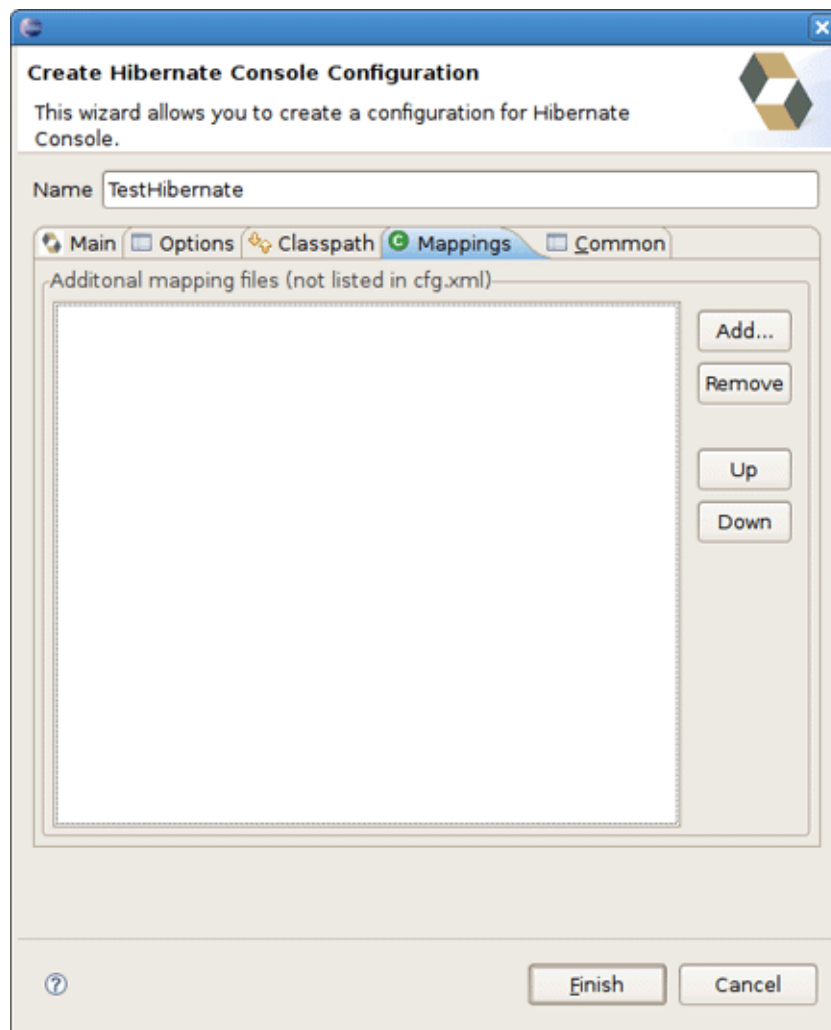 Create Hibernate Console Configuration
This wizard allows you to create a configuration for Hibernate
Console.
Name TestHibernate
Main Options Classpath Mappings Common
Additonal mapping files (not listed in cfg.xml)
Add...
Remove
Up
Down
Finish Cancel